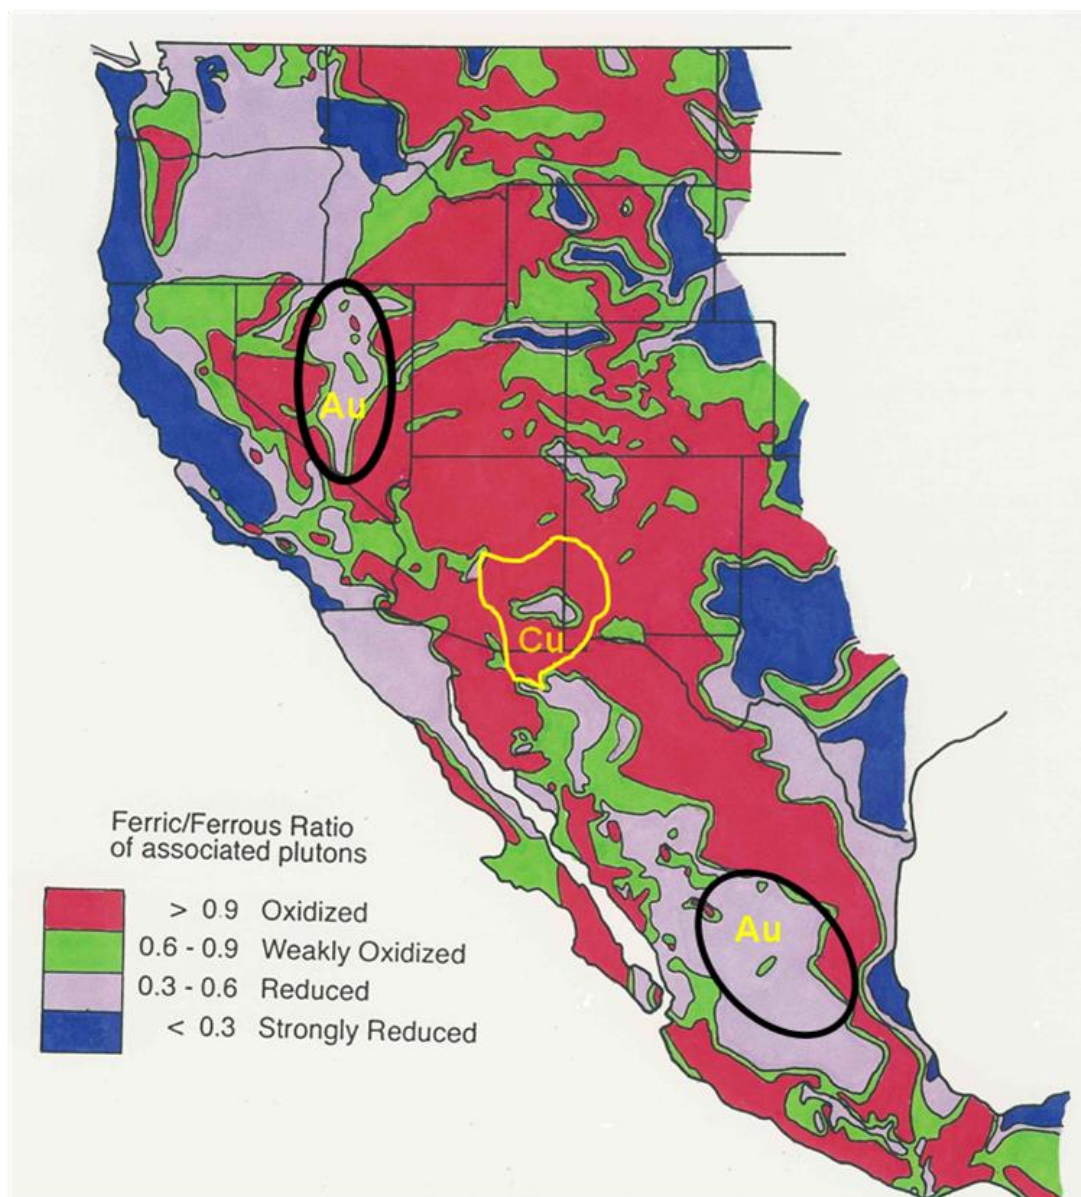 Au
Cu
Au
Ferric/Ferrous Ratio
of associated plutons
> 0.9 Oxidized
0.6 - 0.9 Weakly Oxidized
0.3 - 0.6 Reduced
< 0.3 Strongly Reduced